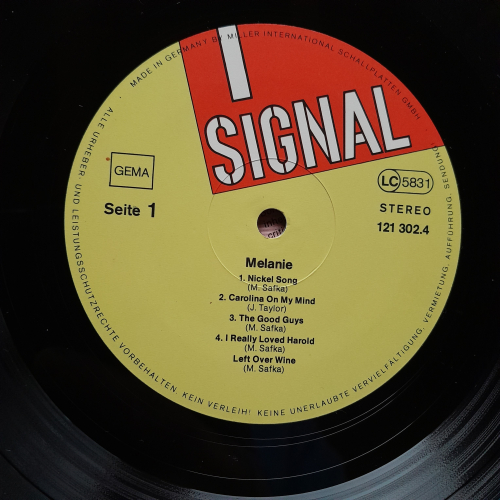 MADE IN GERMANY BY MILLER INTERNATIONAL SCHALLPLATTEN GMBH
SIGNAL
GEMA
LC 5831
Seite 1
STEREO
121 302.4
Melanie
1. Nickel Song
(M. Safka)
2. Carolina On My Mind
(J. Taylor)
3. The Good Guys
(M. Safka)
4. I Really Loved Harold
(M. Safka)
Left Over Wine
(M. Safka)
ALLE URHEBER- UND LEISTUNGSSCHUTZRECHTE VORBEHALTEN. KEIN VERLEIH! KEINE UNERLAUBTE VERVIELFÄLTIGUNG, VERMIETUNG, AUFFÜHRUNG, SENDUNG!